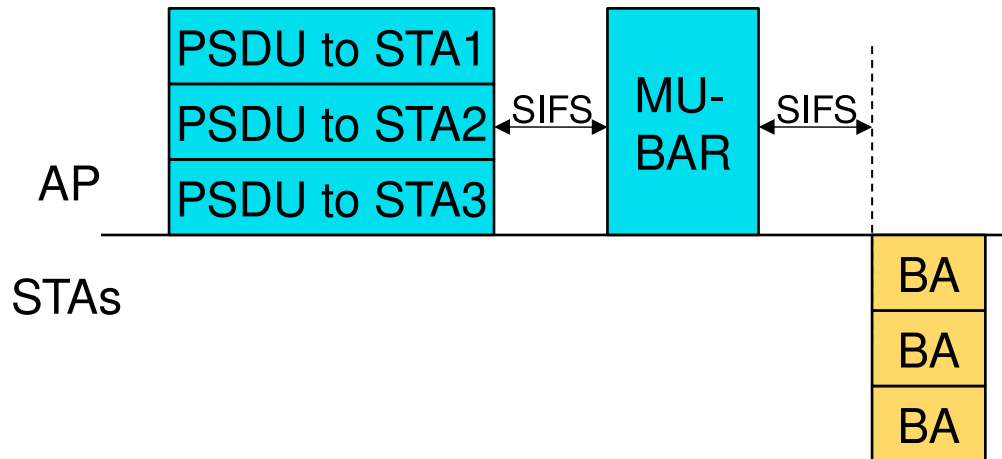 PSDU to STA1
PSDU to STA2
PSDU to STA3
SIFS
MU-
BAR
SIFS
AP
STAs
BA
BA
BA